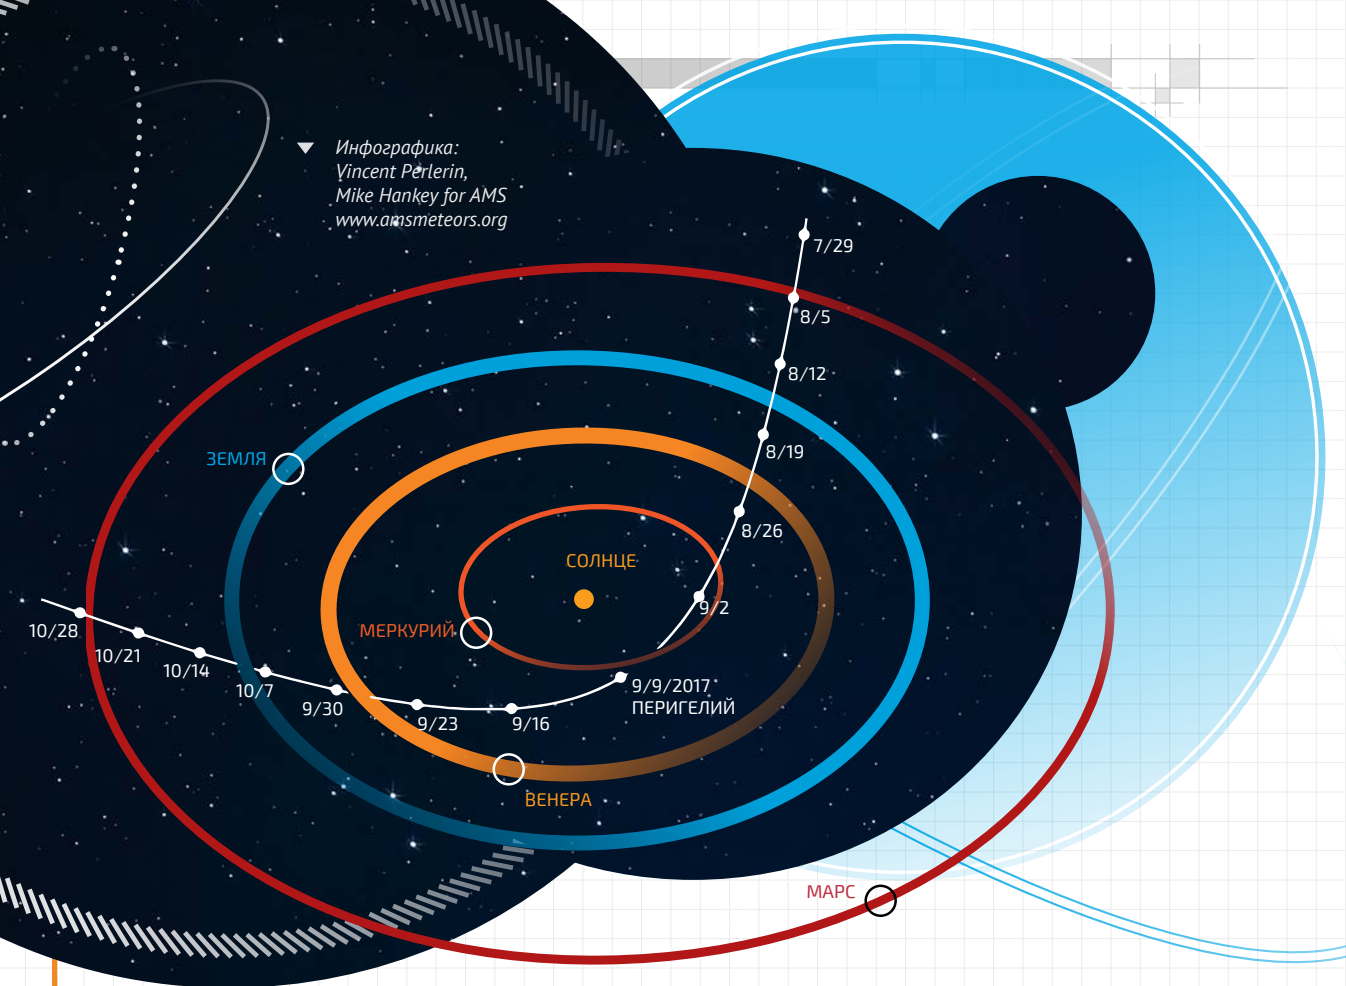 Инфографика:
Vincent Perlerin,
Mike Hankey for AMS
www.amsmeteors.org
7/29
8/5
8/12
8/19
ЗЕМЛЯ
8/26
СОЛНЦЕ
9/2
МЕРКУРИЙ
10/28
10/21
10/14
10/7
9/30
9/23
9/16
9/9/2017
ПЕРИГЕЛИЙ
ВЕНЕРА
МАРС